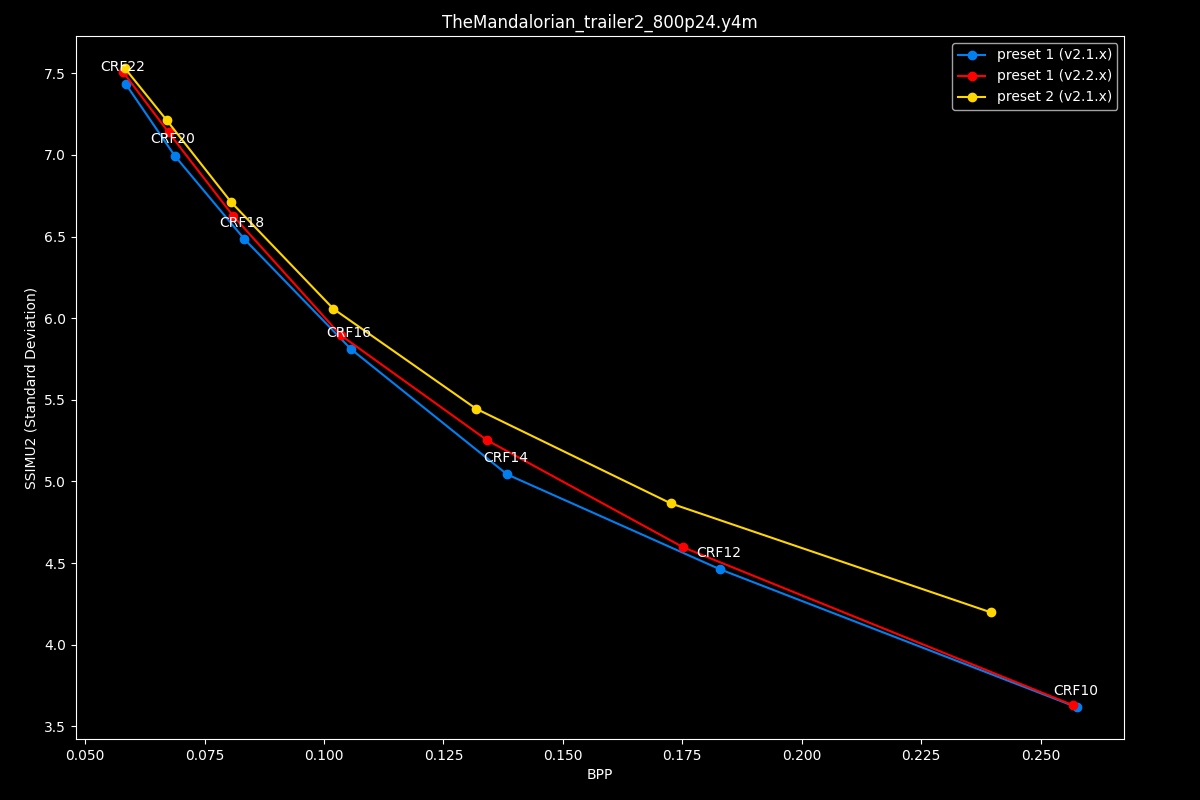 TheMandalorian_trailer2_800p24.y4m
preset 1 (v2.1.x)
preset 1 (v2.2.x)
preset 2 (v2.1.x)
SSIMU2 (Standard Deviation)
7.5
7.0
6.5
6.0
5.5
5.0
4.5
4.0
3.5
CRF22
CRF20
CRF18
CRF16
CRF14
CRF12
CRF10
0.050
0.075
0.100
0.125
0.150
0.175
0.200
0.225
0.250
BPP